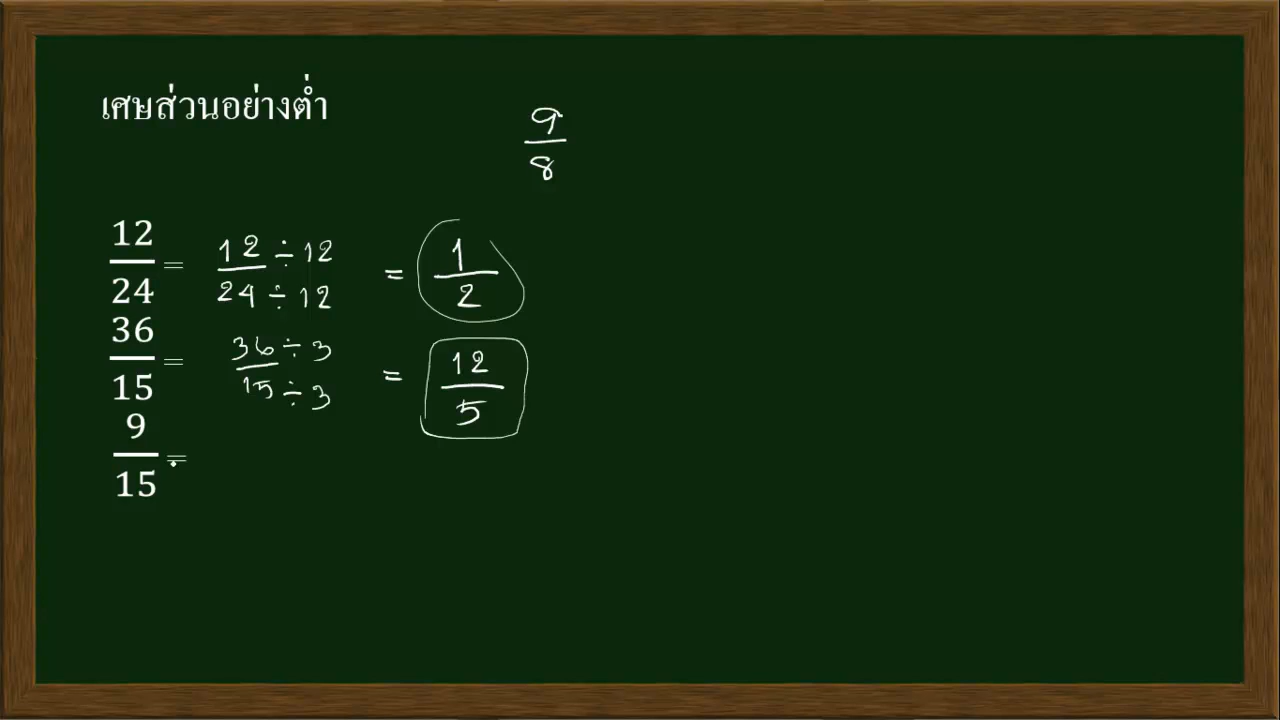 เศษส่วนอย่างต่ำ
9/8
12/24 = 12÷12/24÷12 = 1/2
36/15 = 36÷3/15÷3 = 12/5
9/15 =